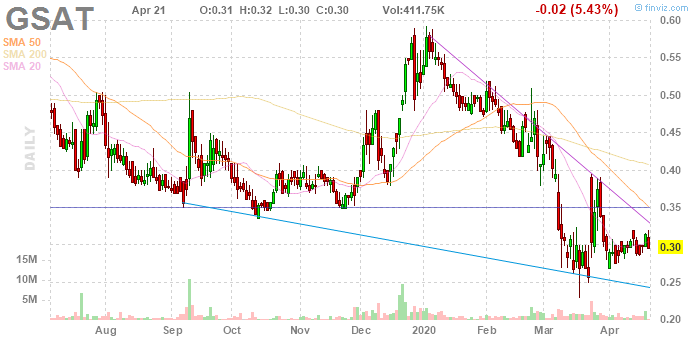 GSAT
Apr 21 O:0.31 H:0.32 L:0.30 C:0.30 Vol:411.75K -0.02 (5.43%)
© finviz.com
SMA 50
SMA 200
SMA 20
DAILY
0.60
0.55
0.50
0.45
0.40
0.35
0.30
0.25
0.20
15M
10M
5M
Aug Sep Oct Nov Dec 2020 Feb Mar Apr